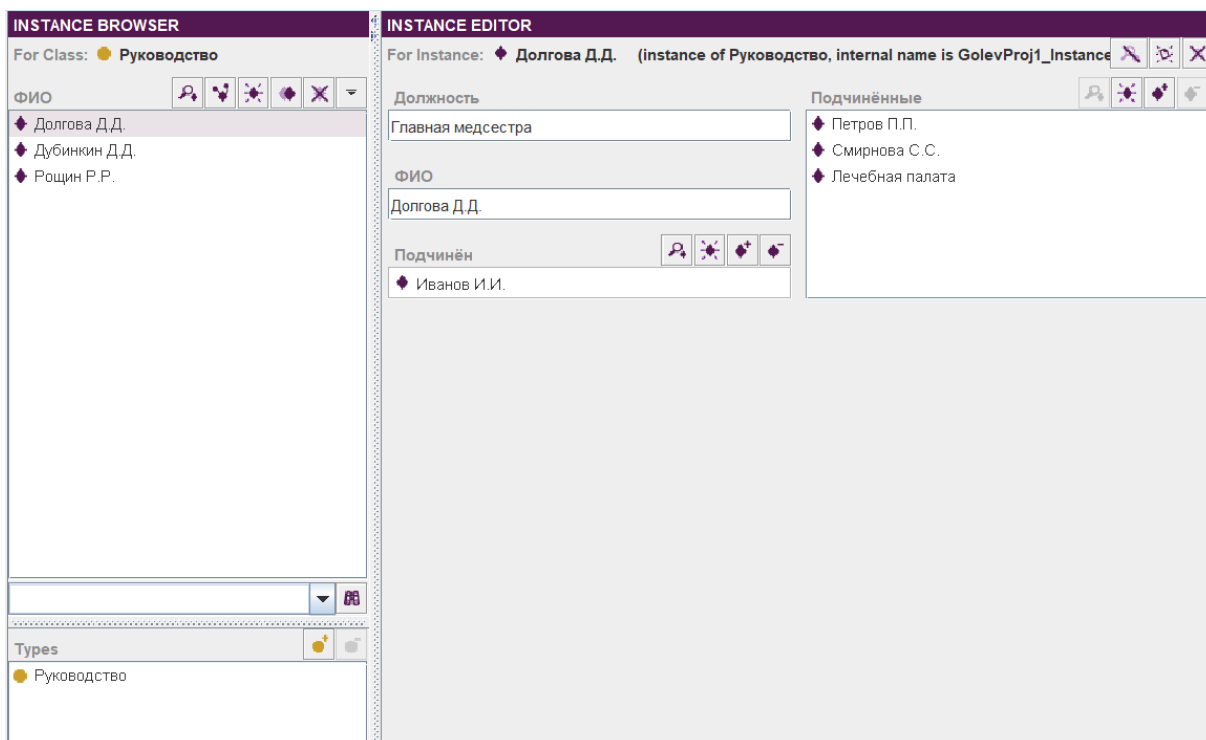 INSTANCE BROWSER
For Class: Руководство
ФИО
Долгова Д.Д.
Дубинкин Д.Д.
Рощин Р.Р.
Types
Руководство
INSTANCE EDITOR
For Instance: Долгова Д.Д. (instance of Руководство, internal name is GolevProj1_Instance
Должность
Главная медсестра
ФИО
Долгова Д.Д.
Подчинён
Иванов И.И.
Подчинённые
Петров П.П.
Смирнова С.С.
Лечебная палата